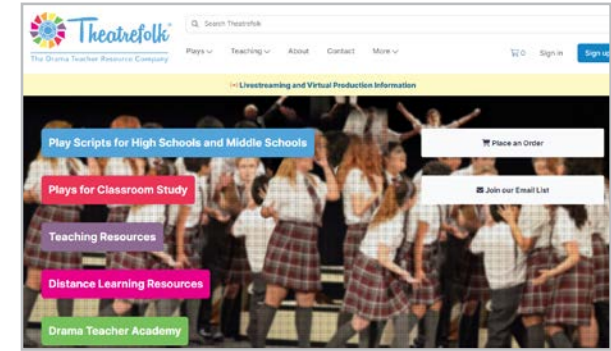 Theatrefolk®
The Drama Teacher Resource Company
Search Theatrefolk
Plays Teaching About Contact More
0 Sign in Sign up
Livestreaming and Virtual Production Information
Play Scripts for High Schools and Middle Schools
Place an Order
Plays for Classroom Study
Join our Email List
Teaching Resources
Distance Learning Resources
Drama Teacher Academy